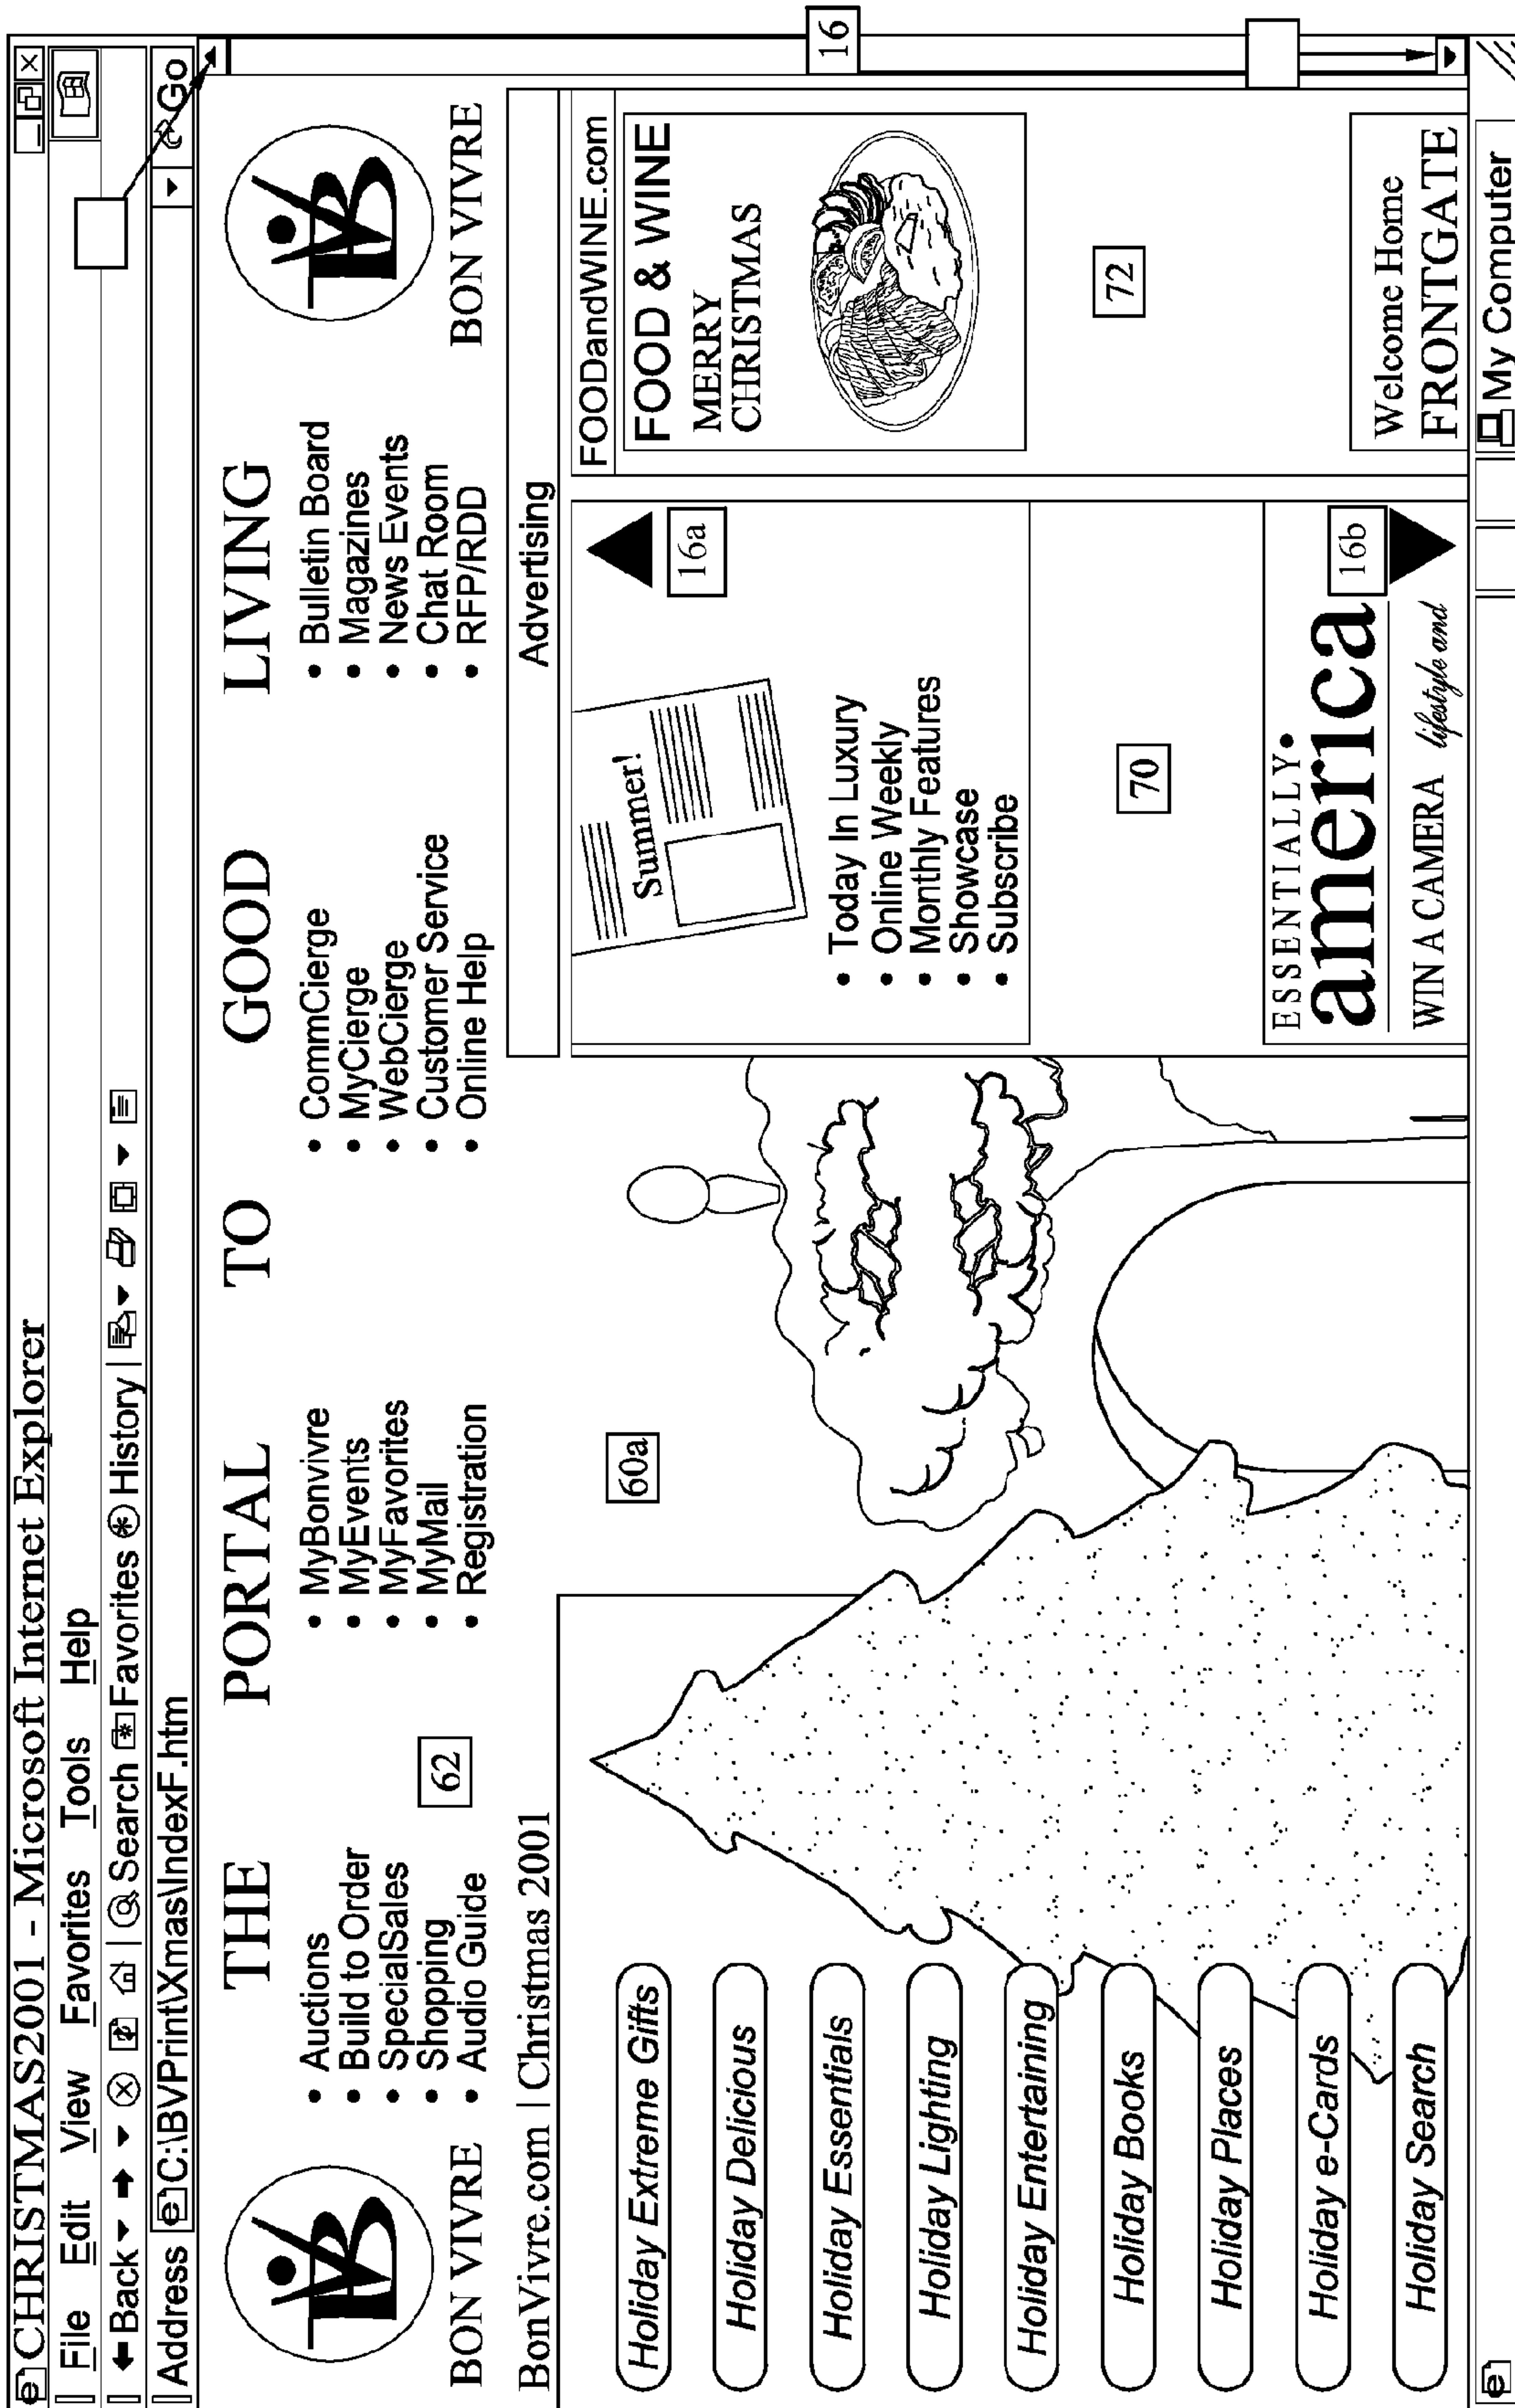 CHRISTMAS2001 - Microsoft Internet Explorer
File Edit View Favorites Tools Help
Back Search Favorites History
Address C:\BVPrint\Xmas\IndexF.htm Go
THE PORTAL TO GOOD LIVING
BON VIVRE
• Auctions
• Build to Order
• SpecialSales
• Shopping
• Audio Guide
62
• MyBonvivre
• MyEvents
• MyFavorites
• MyMail
• Registration
• CommCierge
• MyCierge
• WebCierge
• Customer Service
• Online Help
• Bulletin Board
• Magazines
• News Events
• Chat Room
• RFP/RDD
BON VIVRE
BonVivre.com | Christmas 2001
Holiday Extreme Gifts
Holiday Delicious
Holiday Essentials
Holiday Lighting
Holiday Entertaining
Holiday Books
Holiday Places
Holiday e-Cards
Holiday Search
60a
Advertising
Summer!
16a
• Today In Luxury
• Online Weekly
• Monthly Features
• Showcase
• Subscribe
70
ESSENTIALLY•
america
16b
WIN A CAMERA lifestyle and
FOODandWINE.com
FOOD & WINE
MERRY
CHRISTMAS
72
Welcome Home
FRONTGATE
16
My Computer